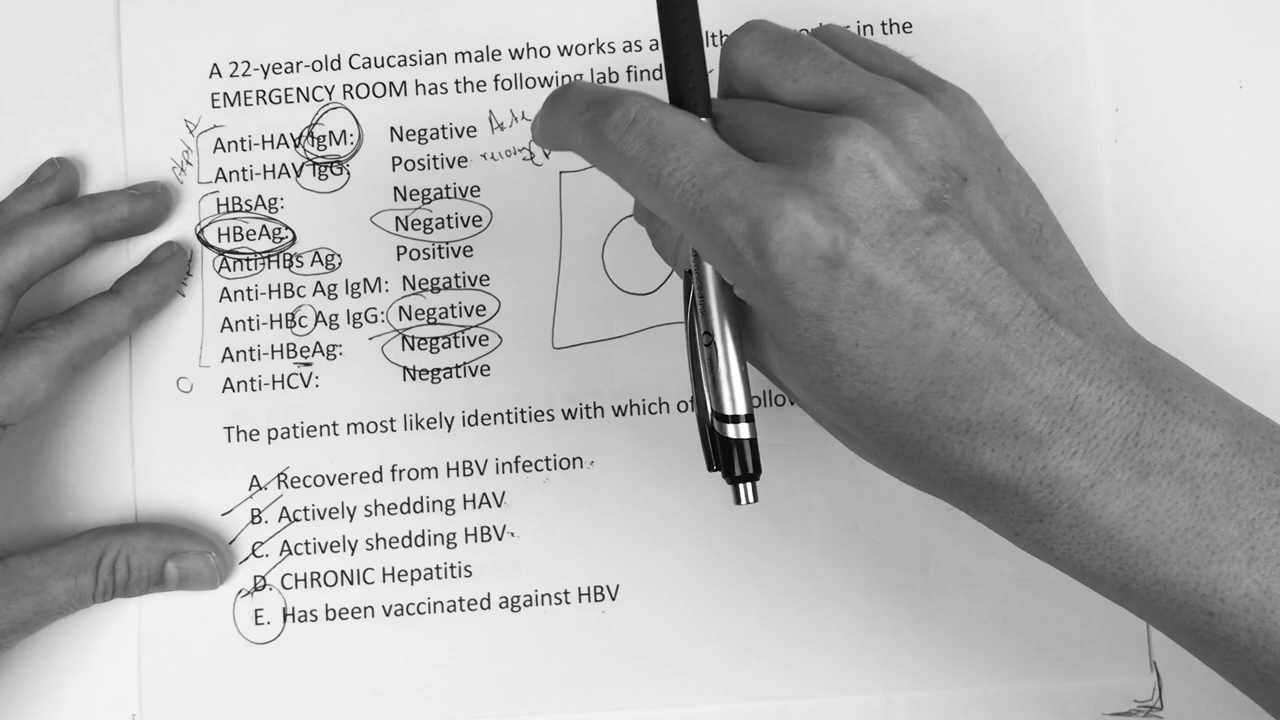 A 22-year-old Caucasian male who works as a in the
EMERGENCY ROOM has the following lab find
Anti-HAV IgM: Negative
Anti-HAV IgG: Positive
HBsAg: Negative
HBeAg: Negative
Anti-HBs Ag: Positive
Anti-HBc Ag IgM: Negative
Anti-HBc Ag IgG: Negative
Anti-HBeAg: Negative
Anti-HCV: Negative
The patient most likely identities with which of
A. Recovered from HBV infection
B. Actively shedding HAV
C. Actively shedding HBV
D. CHRONIC Hepatitis
E. Has been vaccinated against HBV